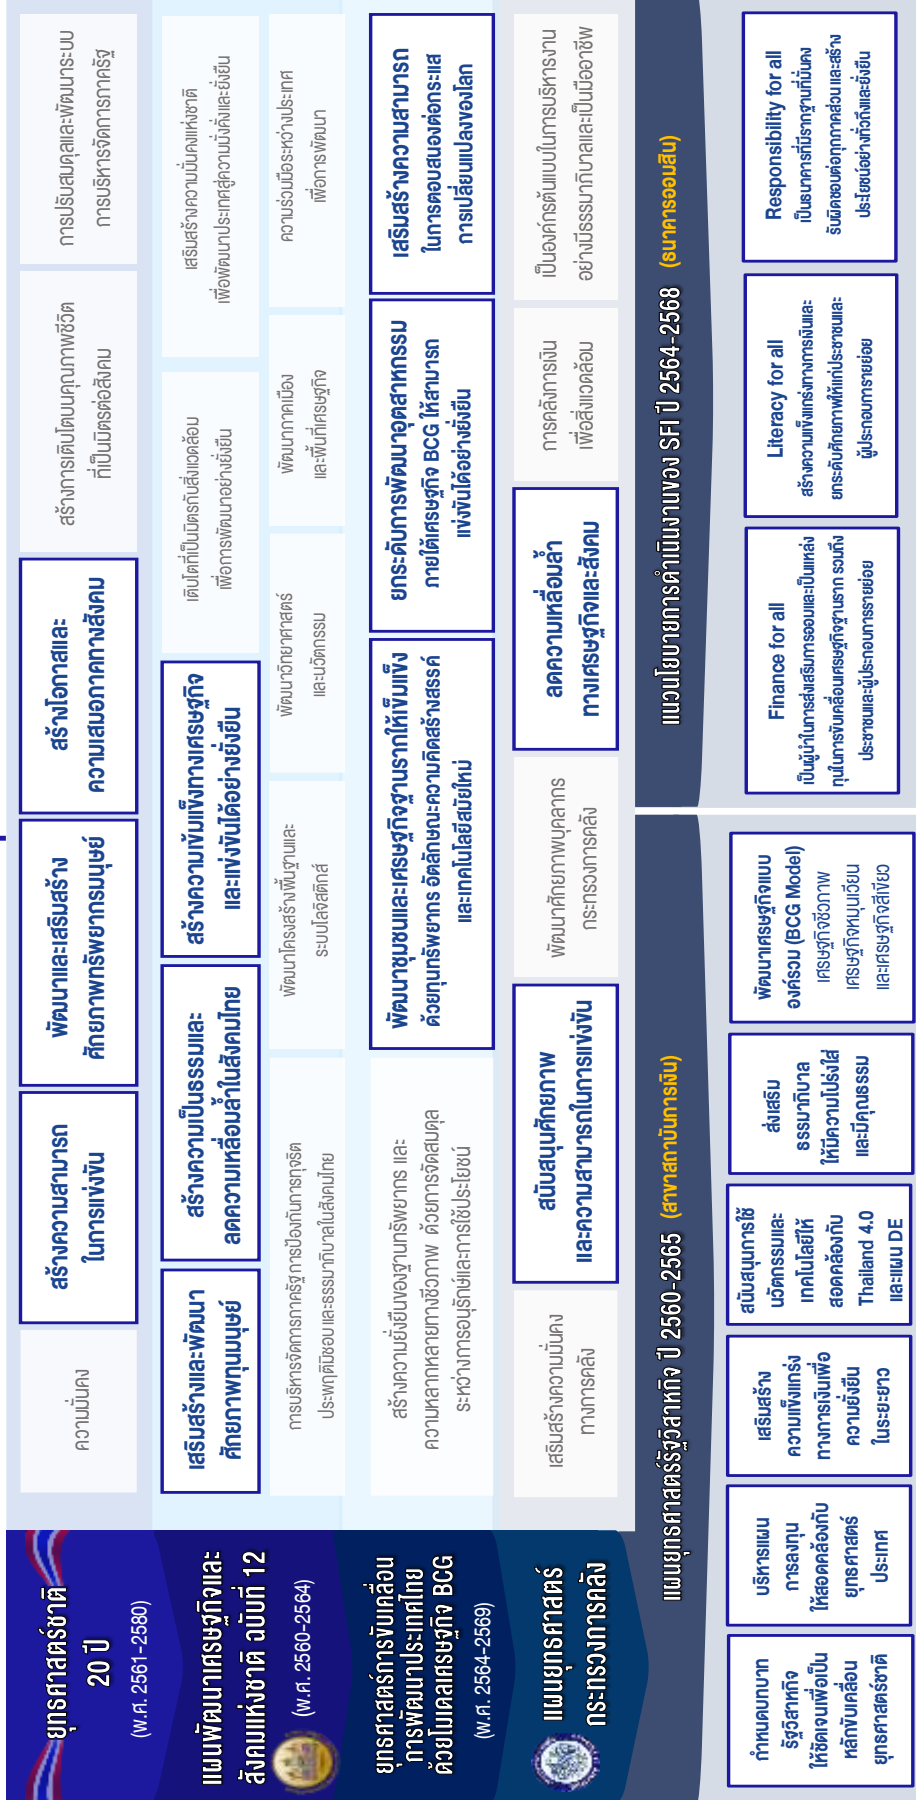 ยุทธศาสตร์ชาติ
20 ปี
(พ.ศ. 2561-2580)
ความมั่นคง
สร้างความสามารถ
ในการแข่งขัน
พัฒนาและเสริมสร้าง
ศักยภาพทรัพยากรมนุษย์
สร้างโอกาสและ
ความเสมอภาคทางสังคม
สร้างการเติบโตบนคุณภาพชีวิต
ที่เป็นมิตรต่อสังคม
การปรับสมดุลและพัฒนาระบบ
การบริหารจัดการภาครัฐ
แผนพัฒนาเศรษฐกิจและ
สังคมแห่งชาติ ฉบับที่ 12
(พ.ศ. 2560-2564)
เสริมสร้างและพัฒนา
ศักยภาพทุนมนุษย์
สร้างความเป็นธรรมและ
ลดความเหลื่อมล้ำในสังคมไทย
สร้างความเข้มแข็งทางเศรษฐกิจ
และแข่งขันได้อย่างยั่งยืน
เติบโตที่เป็นมิตรกับสิ่งแวดล้อม
เพื่อการพัฒนาอย่างยั่งยืน
เสริมสร้างความมั่นคงแห่งชาติ
เพื่อพัฒนาประเทศสู่ความมั่งคั่งและยั่งยืน
การบริหารจัดการภาครัฐ การป้องกันการทุจริต
ประพฤติมิชอบ และธรรมาภิบาลในสังคมไทย
พัฒนาโครงสร้างพื้นฐานและ
ระบบโลจิสติกส์
พัฒนาวิทยาศาสตร์
และนวัตกรรม
พัฒนาภาคเมือง
และพื้นที่เศรษฐกิจ
ความร่วมมือระหว่างประเทศ
เพื่อการพัฒนา
ยุทธศาสตร์การขับเคลื่อน
การพัฒนาประเทศไทย
ด้วยโมเดลเศรษฐกิจ BCG
(พ.ศ. 2564-2569)
สร้างความยั่งยืนของฐานทรัพยากร และ
ความหลากหลายทางชีวภาพ ด้วยการจัดสมดุล
ระหว่างการอนุรักษ์และการใช้ประโยชน์
พัฒนาชุมชนและเศรษฐกิจฐานรากให้เข้มแข็ง
ด้วยทุนทรัพยากร อัตลักษณะความคิดสร้างสรรค์
และเทคโนโลยีสมัยใหม่
ยกระดับการพัฒนาอุตสาหกรรม
ภายใต้เศรษฐกิจ BCG ให้สามารถ
แข่งขันได้อย่างยั่งยืน
เสริมสร้างความสามารถ
ในการตอบสนองต่อกระแส
การเปลี่ยนแปลงของโลก
แผนยุทธศาสตร์
กระทรวงการคลัง
เสริมสร้างความมั่นคง
ทางการคลัง
สนับสนุนศักยภาพ
และความสามารถในการแข่งขัน
พัฒนาศักยภาพบุคลากร
กระทรวงการคลัง
ลดความเหลื่อมล้ำ
ทางเศรษฐกิจและสังคม
การคลังการเงิน
เพื่อสิ่งแวดล้อม
เป็นองค์กรต้นแบบในการบริหารงาน
อย่างมีธรรมาภิบาลและเป็นมืออาชีพ
แผนยุทธศาสตร์รัฐวิสาหกิจ ปี 2560-2565 (สาขาสถาบันการเงิน)
กำหนดบทบาท
รัฐวิสาหกิจ
ให้ชัดเจนเพื่อเป็น
หลักขับเคลื่อน
ยุทธศาสตร์ชาติ
บริหารแผน
การลงทุน
ให้สอดคล้องกับ
ยุทธศาสตร์
ประเทศ
เสริมสร้าง
ความแข็งแกร่ง
ทางการเงินเพื่อ
ความยั่งยืน
ในระยะยาว
สนับสนุนการใช้
นวัตกรรมและ
เทคโนโลยีให้
สอดคล้องกับ
Thailand 4.0
และแผน DE
ส่งเสริม
ธรรมาภิบาล
ให้มีความโปร่งใส
และมีคุณธรรม
พัฒนาเศรษฐกิจแบบ
องค์รวม (BCG Model)
เศรษฐกิจชีวภาพ
เศรษฐกิจหมุนเวียน
และเศรษฐกิจสีเขียว
แนวนโยบายการดำเนินงานของ SFI ปี 2564-2568 (ธนาคารออมสิน)
Finance for all
เป็นผู้นำในการส่งเสริมการออมและเป็นแหล่ง
ทุนในการขับเคลื่อนเศรษฐกิจฐานราก รวมถึง
ประชาชนและผู้ประกอบการรายย่อย
Literacy for all
สร้างความแข็งแกร่งทางการเงินและ
ยกระดับศักยภาพให้แก่ประชาชนและ
ผู้ประกอบการรายย่อย
Responsibility for all
เป็นธนาคารที่มีรากฐานที่มั่นคง
รับผิดชอบต่อทุกภาคส่วน และสร้าง
ประโยชน์อย่างทั่วถึงและยั่งยืน